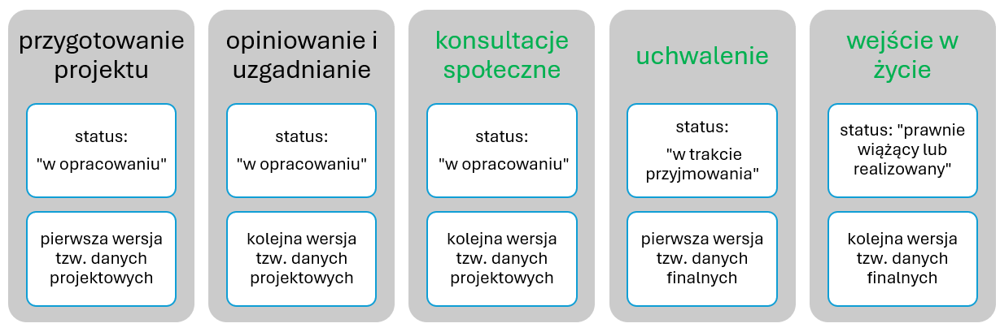 przygotowanie
projektu
status:
"w opracowaniu"
pierwsza wersja
tzw. danych
projektowych
opiniowanie i
uzgadnianie
status:
"w opracowaniu"
kolejna wersja
tzw. danych
projektowych
konsultacje
społeczne
status:
"w opracowaniu"
kolejna wersja
tzw. danych
projektowych
uchwalenie
status:
"w trakcie
przyjmowania"
pierwsza wersja
tzw. danych
finalnych
wejście w
życie
status: "prawnie
wiążący lub
realizowany"
kolejna wersja
tzw. danych
finalnych